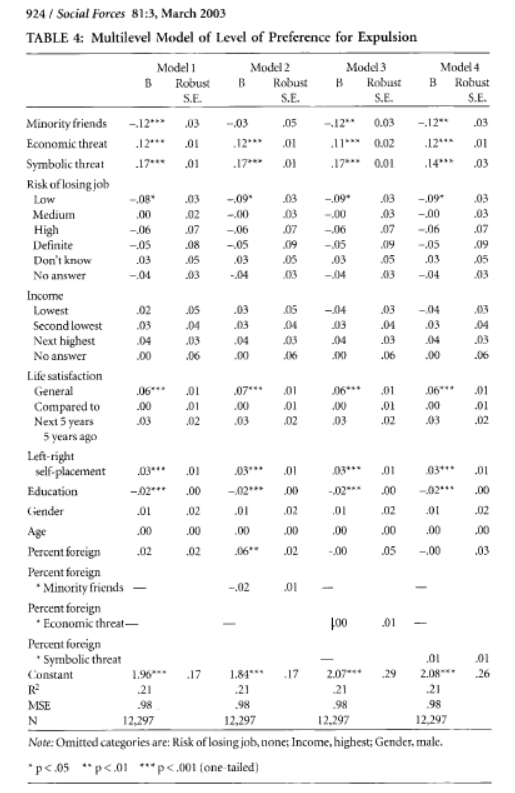 924 / Social Forces 81:3, March 2003
TABLE 4: Multilevel Model of Level of Preference for Expulsion
Model 1 Model 2 Model 3 Model 4
B Robust B Robust B Robust B Robust
S.E. S.E. S.E. S.E.
Minority friends –.12*** .03 –.03 .05 –.12** 0.03 –.12** .03
Economic threat .12*** .01 .12*** .01 .11*** 0.02 .12*** .01
Symbolic threat .17*** .01 .17*** .01 .17*** 0.01 .14*** .03
Risk of losing job
Low –.08* .03 –.09* .03 –.09* .03 –.09* .03
Medium .00 .02 –.00 .03 –.00 .03 –.00 .03
High –.06 .07 –.06 .07 –.06 .07 –.06 .07
Definite –.05 .08 –.05 .09 –.05 .09 –.05 .09
Don't know .03 .05 .03 .05 .03 .05 .03 .05
No answer –.04 .03 -.04 .03 –.04 .03 –.04 .03
Income
Lowest .02 .05 .03 .05 –.04 .03 –.04 .03
Second lowest .03 .04 .03 .04 .03 .04 .03 .04
Next highest .04 .03 .04 .03 .04 .03 .04 .03
No answer .00 .06 .00 .06 .00 .06 .00 .06
Life satisfaction
General .06*** .01 .07*** .01 .06*** .01 .06*** .01
Compared to .00 .01 .00 .01 .00 .01 .00 .01
Next 5 years .03 .02 .03 .02 .03 .02 .03 .02
5 years ago
Left-right
self-placement .03*** .01 .03*** .01 .03*** .01 .03*** .01
Education –.02*** .00 –.02*** .00 –.02*** .00 –.02*** .00
Gender .01 .02 .01 .02 .01 .02 .01 .02
Age .00 .00 .00 .00 .00 .00 .00 .00
Percent foreign .02 .02 .06** .02 -.00 .05 –.00 .03
Percent foreign
* Minority friends — –.02 .01 — —
Percent foreign
* Economic threat— — .00 .01 —
Percent foreign
* Symbolic threat — .01 .01
Constant 1.96*** .17 1.84*** .17 2.07*** .29 2.08*** .26
R² .21 .21 .21 .21
MSE .98 .98 .98 .98
N 12,297 12,297 12,297 12,297
Note: Omitted categories are: Risk of losing job, none; Income, highest; Gender, male.
* p < .05 ** p < .01 *** p < .001 (one-tailed)